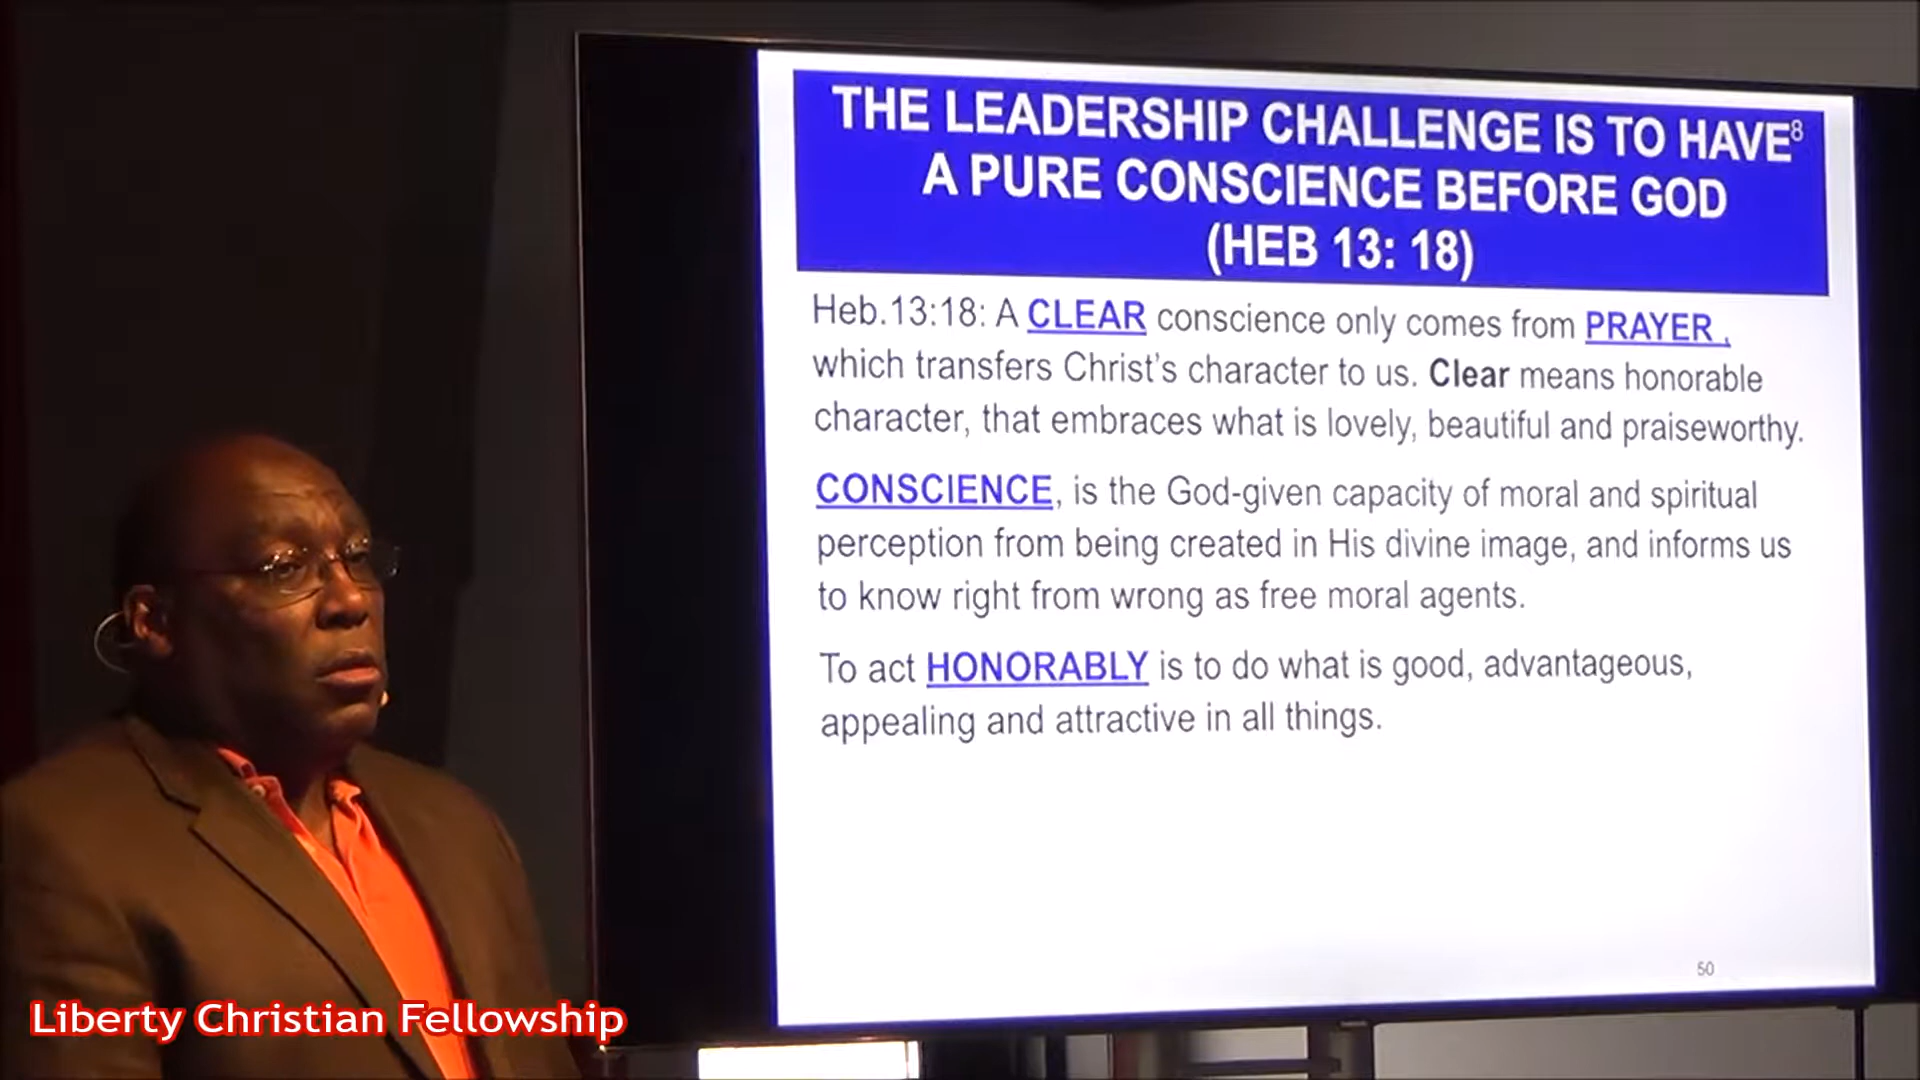 THE LEADERSHIP CHALLENGE IS TO HAVE8
A PURE CONSCIENCE BEFORE GOD
(HEB 13: 18)
Heb.13:18: A CLEAR conscience only comes from PRAYER ,
which transfers Christ's character to us. Clear means honorable
character, that embraces what is lovely, beautiful and praiseworthy.
CONSCIENCE, is the God-given capacity of moral and spiritual
perception from being created in His divine image, and informs us
to know right from wrong as free moral agents.
To act HONORABLY is to do what is good, advantageous,
appealing and attractive in all things.
50
Liberty Christian Fellowship